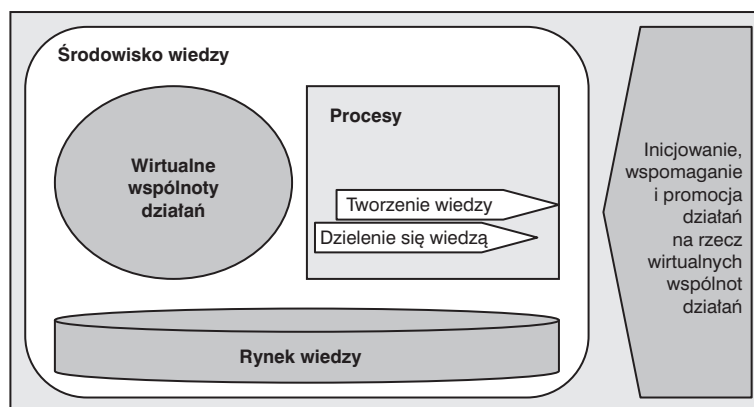 Środowisko wiedzy
Wirtualne
wspólnoty
działań
Procesy
Tworzenie wiedzy
Dzielenie się wiedzą
Rynek wiedzy
Inicjowanie,
wspomaganie
i promocja
działań
na rzecz
wirtualnych
wspólnot
działań